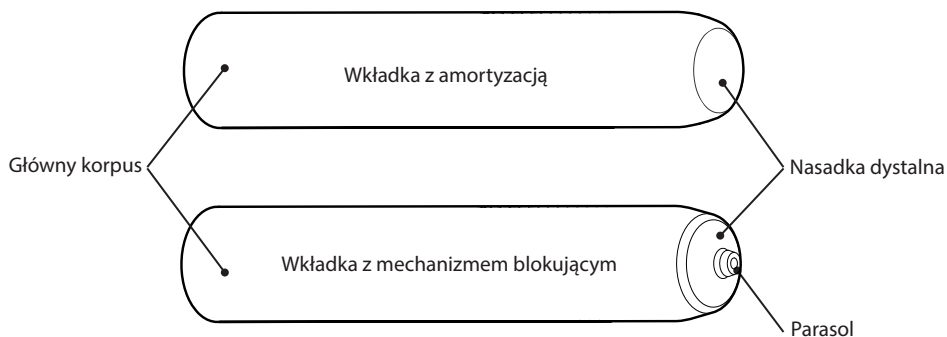 Wkładka z amortyzacją
Główny korpus
Nasadka dystalna
Wkładka z mechanizmem blokującym
Parasol